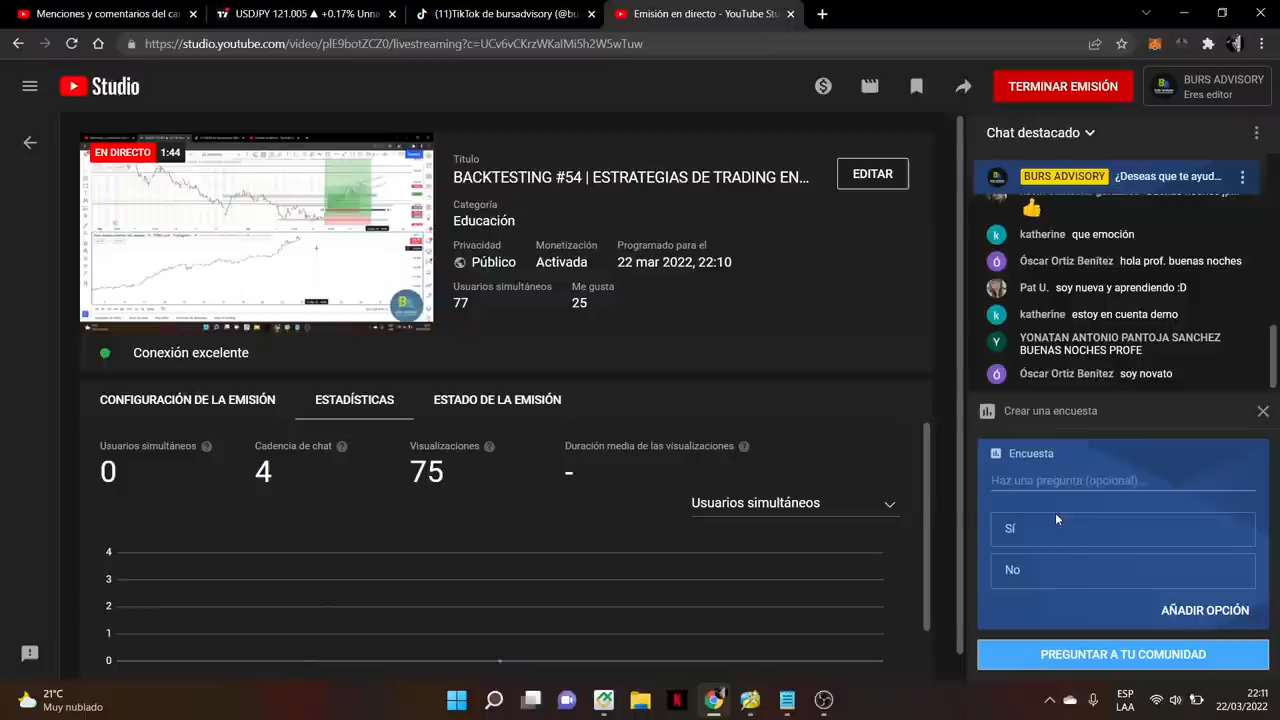 Menciones y comentarios del ca
USDJPY 121.005 ▲ +0.17% Unna
(11)TikTok de bursadvisory (@bu
Emisión en directo - YouTube Stu
https://studio.youtube.com/video/plE9botZCZ0/livestreaming?c=UCv6vCKrzWKaIMi5h2W5wTuw
Studio
TERMINAR EMISIÓN
BURS ADVISORY
Eres editor
EN DIRECTO 1:44
Título
BACKTESTING #54 | ESTRATEGIAS DE TRADING EN...
EDITAR
Categoría
Educación
Privacidad
Público
Monetización
Activada
Programado para el
22 mar 2022, 22:10
Usuarios simultáneos
77
Me gusta
25
Conexión excelente
CONFIGURACIÓN DE LA EMISIÓN
ESTADÍSTICAS
ESTADO DE LA EMISIÓN
Usuarios simultáneos
0
Cadencia de chat
4
Visualizaciones
75
Duración media de las visualizaciones
-
Usuarios simultáneos
4
3
2
1
0
Chat destacado
BURS ADVISORY ¿Deseas que te ayud...
👍
katherine que emoción
Óscar Ortiz Benítez hola prof. buenas noches
Pat U. soy nueva y aprendiendo :D
katherine estoy en cuenta demo
YONATAN ANTONIO PANTOJA SANCHEZ
BUENAS NOCHES PROFE
Óscar Ortiz Benítez soy novato
Crear una encuesta
Encuesta
Haz una pregunta (opcional)...
Sí
No
AÑADIR OPCIÓN
PREGUNTAR A TU COMUNIDAD
21°C
Muy nublado
ESP
LAA
22:11
22/03/2022